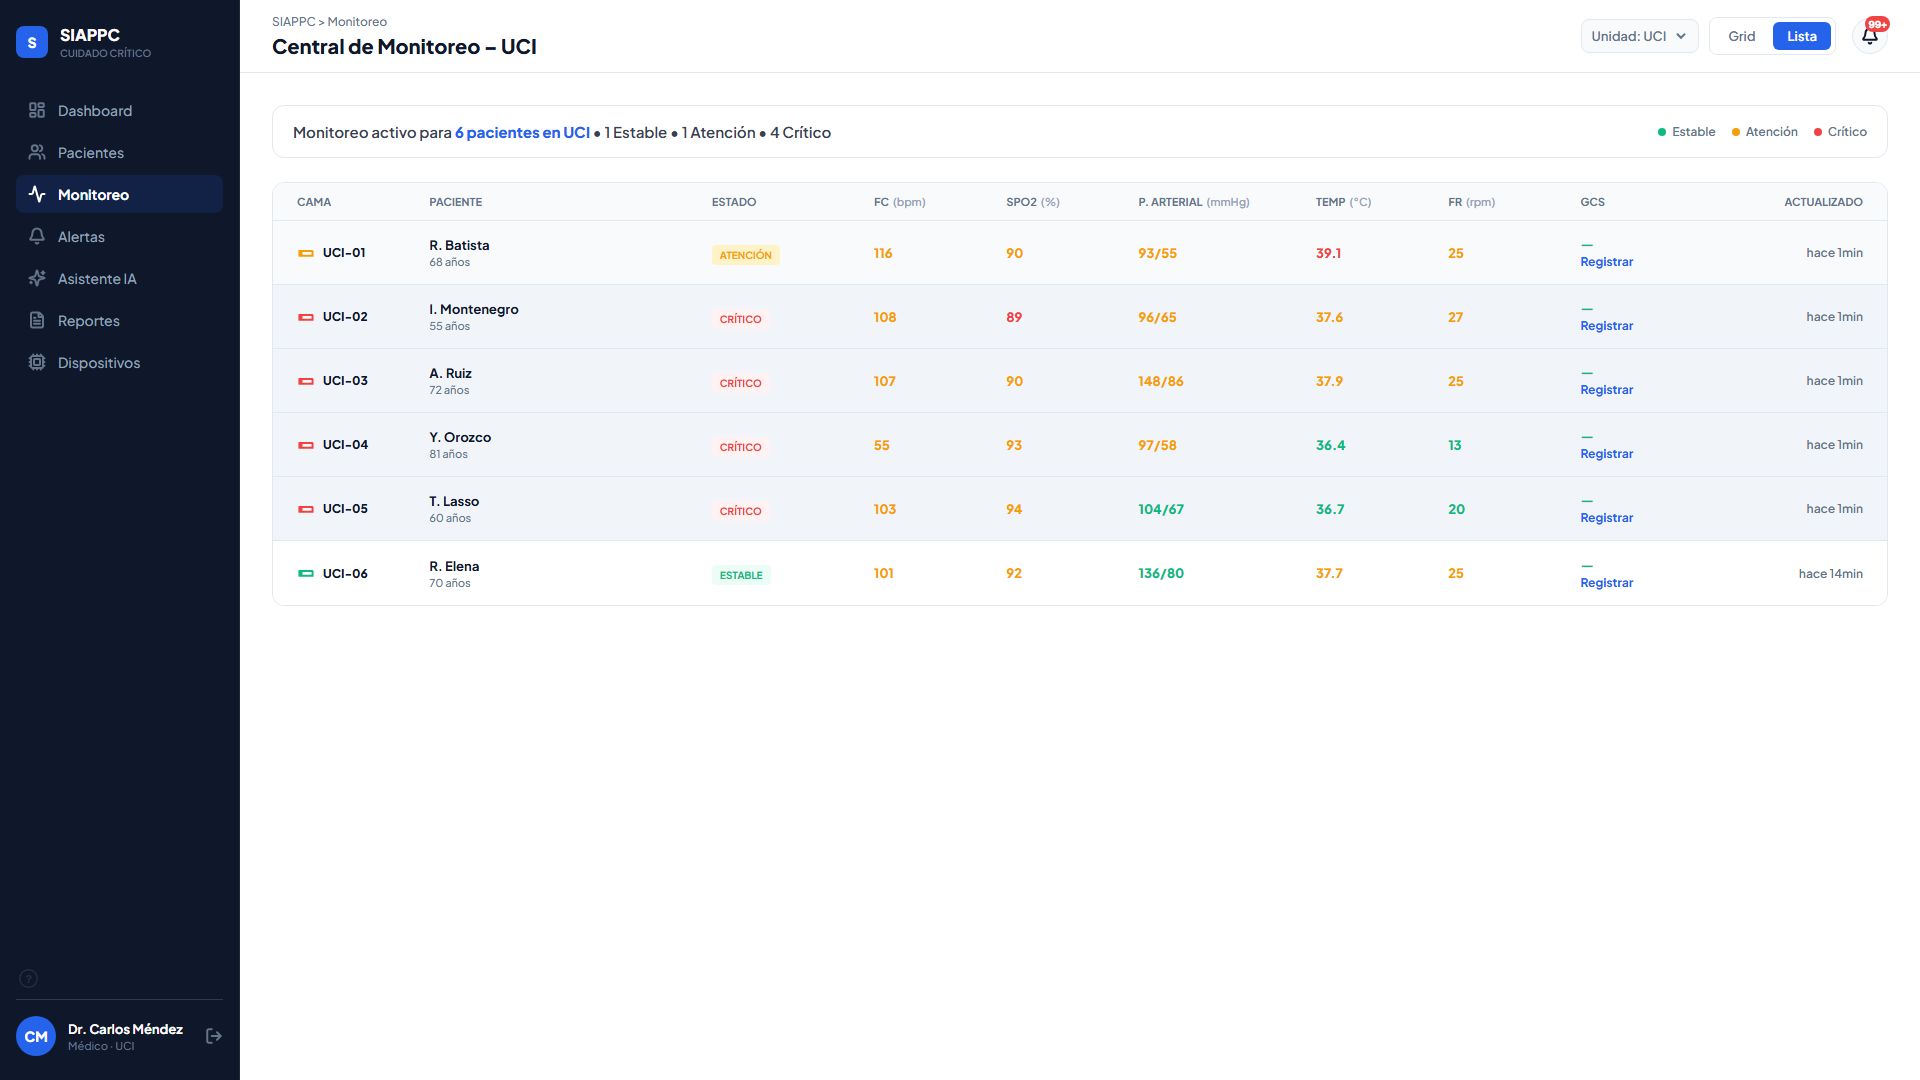 S
SIAPPC
CUIDADO CRÍTICO
Dashboard
Pacientes
Monitoreo
Alertas
Asistente IA
Reportes
Dispositivos
?
CM
Dr. Carlos Méndez
Médico · UCI
SIAPPC > Monitoreo
Central de Monitoreo – UCI
Unidad: UCI
Grid
Lista
99+
Monitoreo activo para 6 pacientes en UCI • 1 Estable • 1 Atención • 4 Crítico
Estable
Atención
Crítico
CAMA PACIENTE ESTADO FC (bpm) SPO2 (%) P. ARTERIAL (mmHg) TEMP (°C) FR (rpm) GCS ACTUALIZADO
UCI-01 R. Batista ATENCIÓN 116 90 93/55 39.1 25 — hace 1min
68 años Registrar
UCI-02 I. Montenegro CRÍTICO 108 89 96/65 37.6 27 — hace 1min
55 años Registrar
UCI-03 A. Ruiz CRÍTICO 107 90 148/86 37.9 25 — hace 1min
72 años Registrar
UCI-04 Y. Orozco CRÍTICO 55 93 97/58 36.4 13 — hace 1min
81 años Registrar
UCI-05 T. Lasso CRÍTICO 103 94 104/67 36.7 20 — hace 1min
60 años Registrar
UCI-06 R. Elena ESTABLE 101 92 136/80 37.7 25 — hace 14min
70 años Registrar